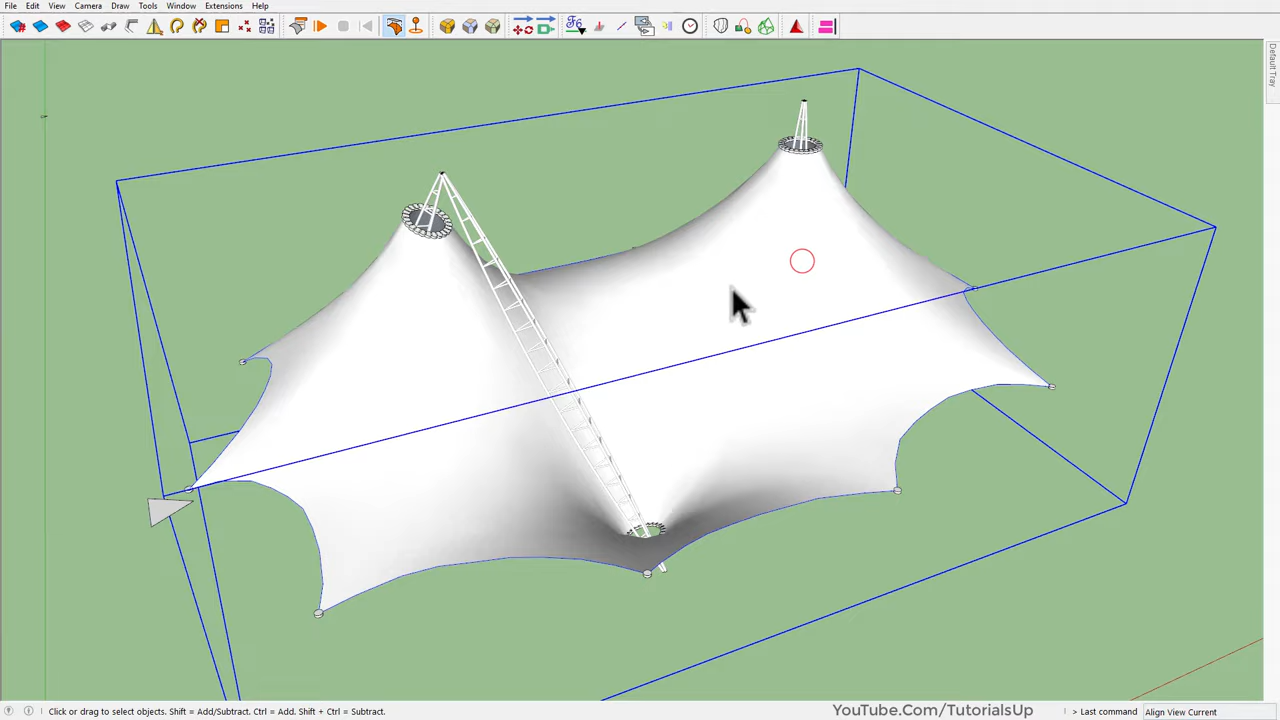 File Edit View Camera Draw Tools Window Extensions Help
Default Tray
Click or drag to select objects. Shift = Add/Subtract. Ctrl = Add. Shift + Ctrl = Subtract.
YouTube.Com/TutorialsUp
> Last command
Align View Current